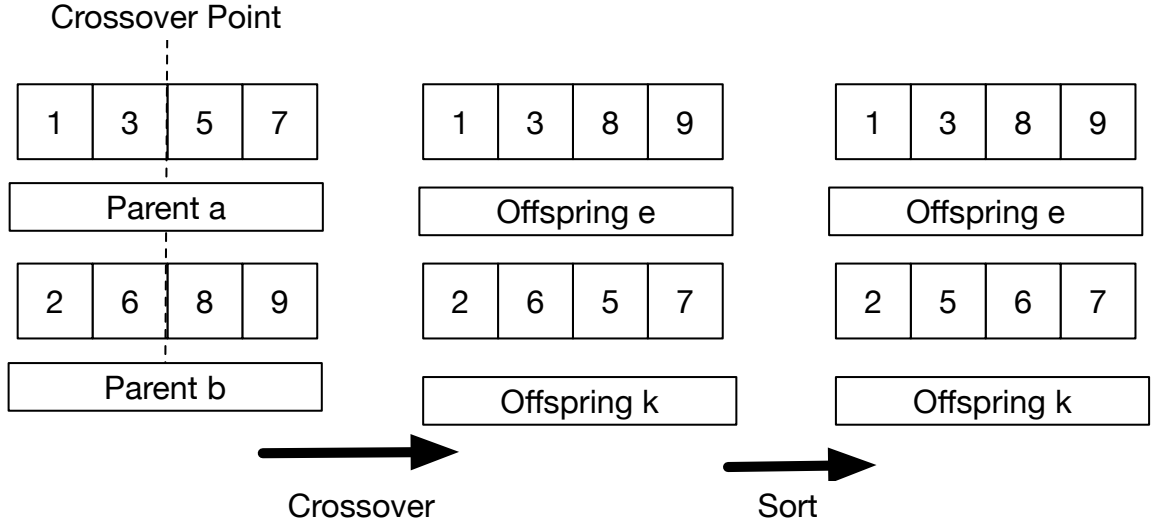 Crossover Point
1 3 5 7
1 3 8 9
1 3 8 9
Parent a
Offspring e
Offspring e
2 6 8 9
2 6 5 7
2 5 6 7
Parent b
Offspring k
Offspring k
Crossover
Sort